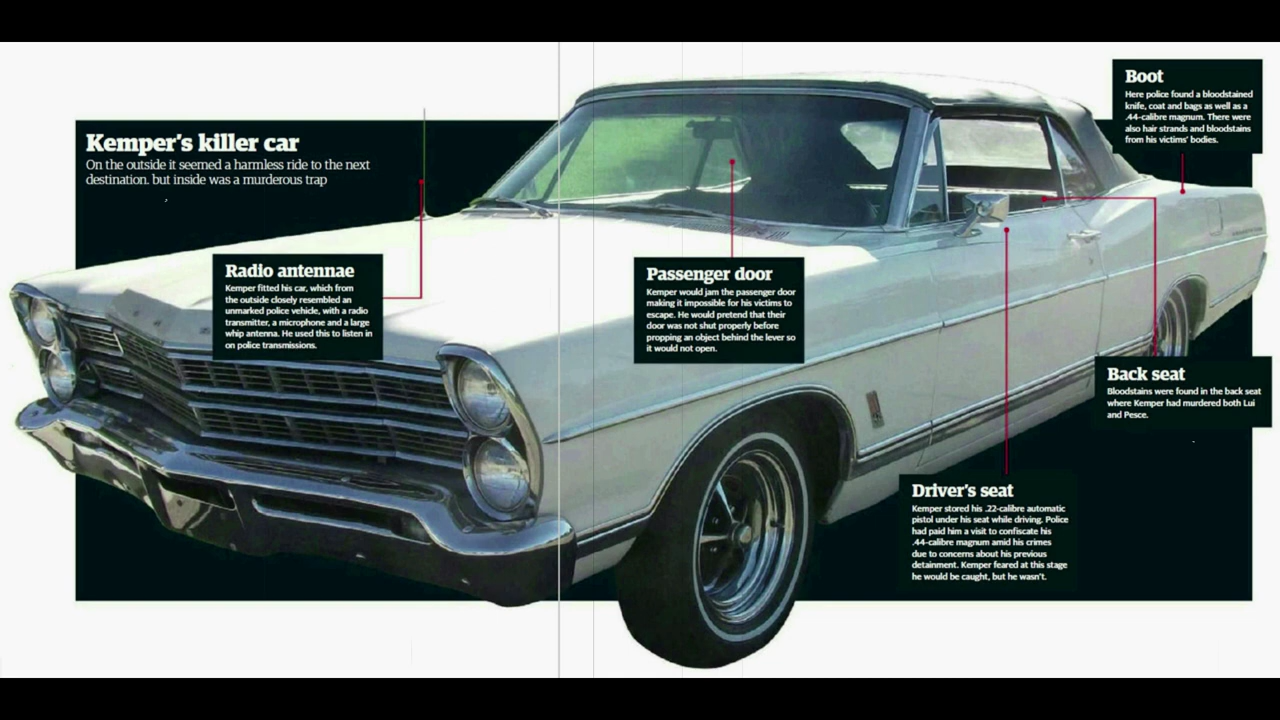 Kemper's killer car
On the outside it seemed a harmless ride to the next
destination. but inside was a murderous trap
Radio antennae
Kemper fitted his car, which from
the outside closely resembled an
unmarked police vehicle, with a radio
transmitter, a microphone and a large
whip antenna. He used this to listen in
on police transmissions.
Passenger door
Kemper would jam the passenger door
making it impossible for his victims to
escape. He would pretend that their
door was not shut properly before
propping an object behind the lever so
it would not open.
Boot
Here police found a bloodstained
knife, coat and bags as well as a
.44-calibre magnum. There were
also hair strands and bloodstains
from his victims' bodies.
Back seat
Bloodstains were found in the back seat
where Kemper had murdered both Lui
and Pesce.
Driver's seat
Kemper stored his .22-calibre automatic
pistol under his seat while driving. Police
had paid him a visit to confiscate his
.44-calibre magnum amid his crimes
due to concerns about his previous
detainment. Kemper feared at this stage
he would be caught, but he wasn't.